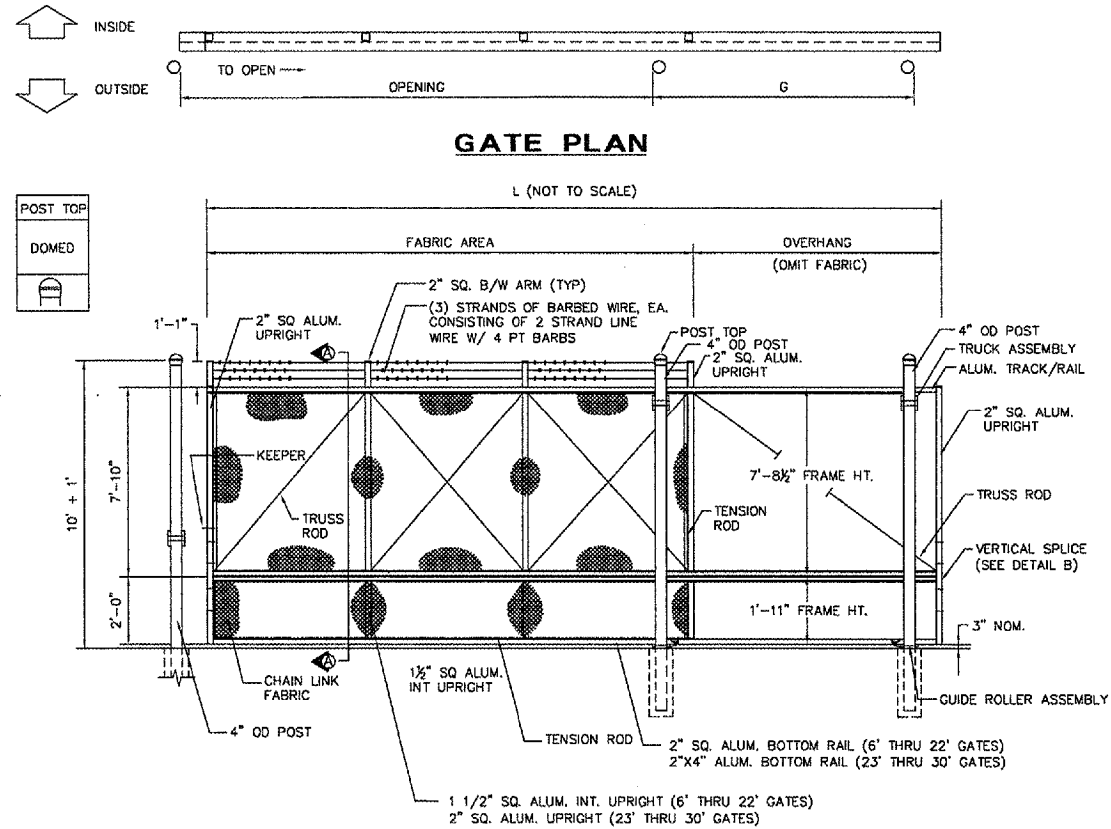 INSIDE
OUTSIDE
TO OPEN
OPENING
G
GATE PLAN
L (NOT TO SCALE)
POST TOP
DOMED
FABRIC AREA
OVERHANG
(OMIT FABRIC)
2" SQ. B/W ARM (TYP)
(3) STRANDS OF BARBED WIRE, EA.
CONSISTING OF 2 STRAND LINE
WIRE W/ 4 PT BARBS
1'-1"
2" SQ ALUM.
UPRIGHT
A
POST TOP
4" OD POST
2" SQ. ALUM.
UPRIGHT
4" OD POST
TRUCK ASSEMBLY
ALUM. TRACK/RAIL
2" SQ. ALUM.
UPRIGHT
10' + 1'
7'-10"
KEEPER
TRUSS
ROD
7'-8½" FRAME HT.
TENSION
ROD
TRUSS ROD
VERTICAL SPLICE
(SEE DETAIL B)
2'-0"
1'-11" FRAME HT.
3" NOM.
A
CHAIN LINK
FABRIC
1½" SQ ALUM.
INT UPRIGHT
GUIDE ROLLER ASSEMBLY
4" OD POST
TENSION ROD
2" SQ. ALUM. BOTTOM RAIL (6' THRU 22' GATES)
2"X4" ALUM. BOTTOM RAIL (23' THRU 30' GATES)
1 1/2" SQ. ALUM. INT. UPRIGHT (6' THRU 22' GATES)
2" SQ. ALUM. UPRIGHT (23' THRU 30' GATES)